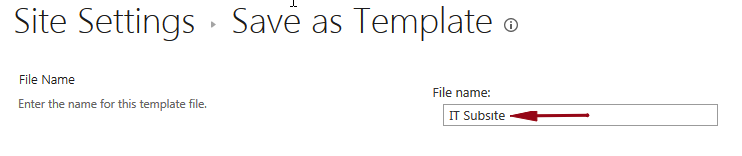 Site Settings ▸ Save as Template
File Name
Enter the name for this template file.
File name:
IT Subsite